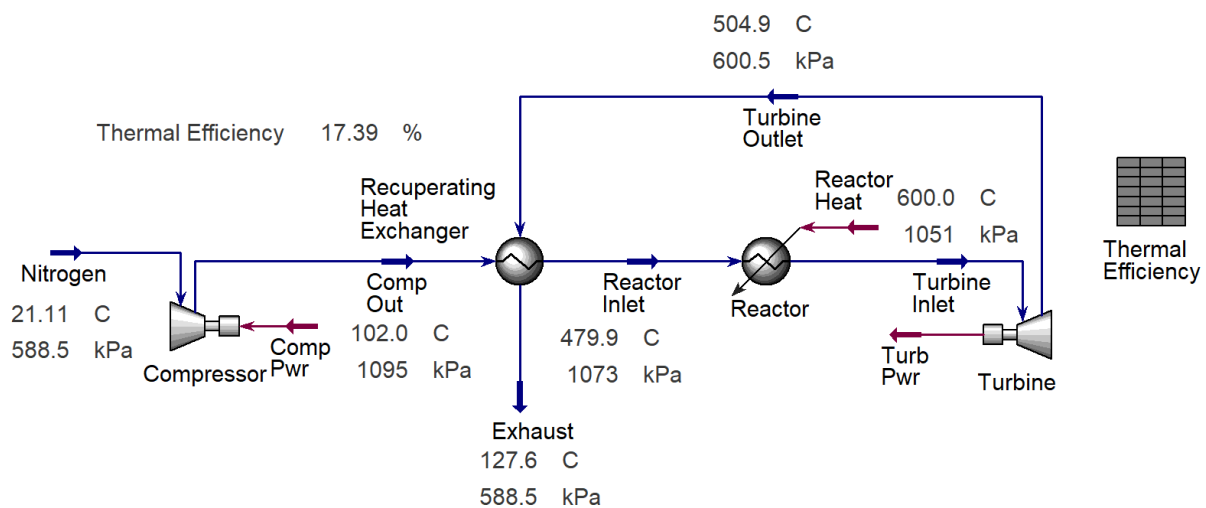 504.9 C
600.5 kPa
Turbine
Outlet
Thermal Efficiency 17.39 %
Recuperating
Heat
Exchanger
Reactor
Heat
600.0 C
1051 kPa
Thermal
Efficiency
Nitrogen
21.11 C
588.5 kPa
Compressor
Comp
Pwr
Comp
Out
102.0 C
1095 kPa
Reactor
Inlet
479.9 C
1073 kPa
Reactor
Turbine
Inlet
Turb
Pwr
Turbine
Exhaust
127.6 C
588.5 kPa